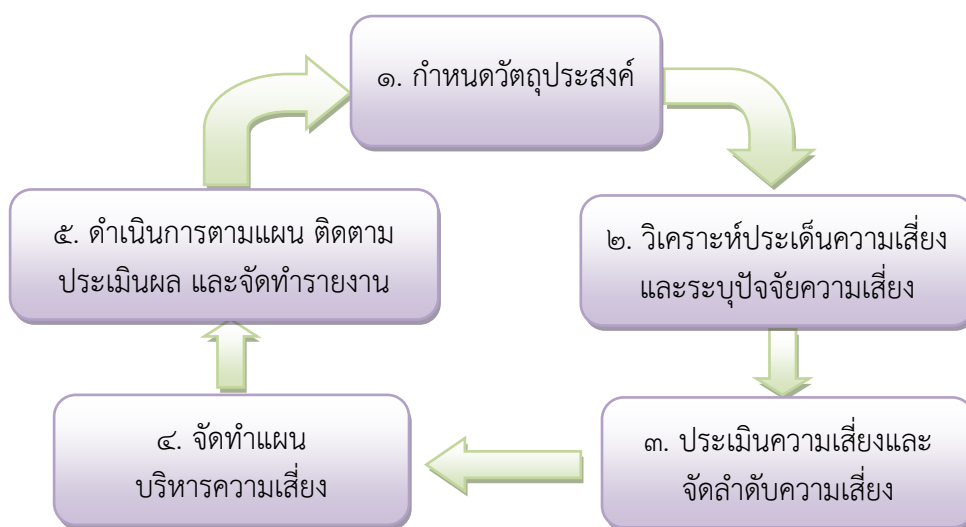 ๑. กำหนดวัตถุประสงค์
๒. วิเคราะห์ประเด็นความเสี่ยง
และระบุปัจจัยความเสี่ยง
๓. ประเมินความเสี่ยงและ
จัดลำดับความเสี่ยง
๔. จัดทำแผน
บริหารความเสี่ยง
๕. ดำเนินการตามแผน ติดตาม
ประเมินผล และจัดทำรายงาน